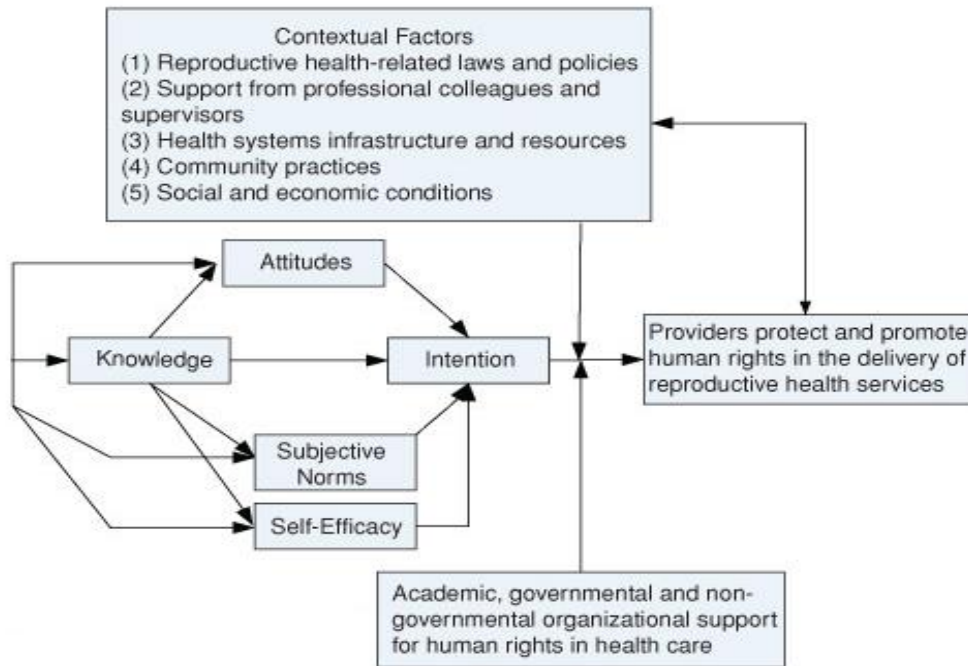 Contextual Factors
(1) Reproductive health-related laws and policies
(2) Support from professional colleagues and
supervisors
(3) Health systems infrastructure and resources
(4) Community practices
(5) Social and economic conditions
Attitudes
Knowledge
Intention
Providers protect and promote
human rights in the delivery of
reproductive health services
Subjective
Norms
Self-Efficacy
Academic, governmental and non-
governmental organizational support
for human rights in health care